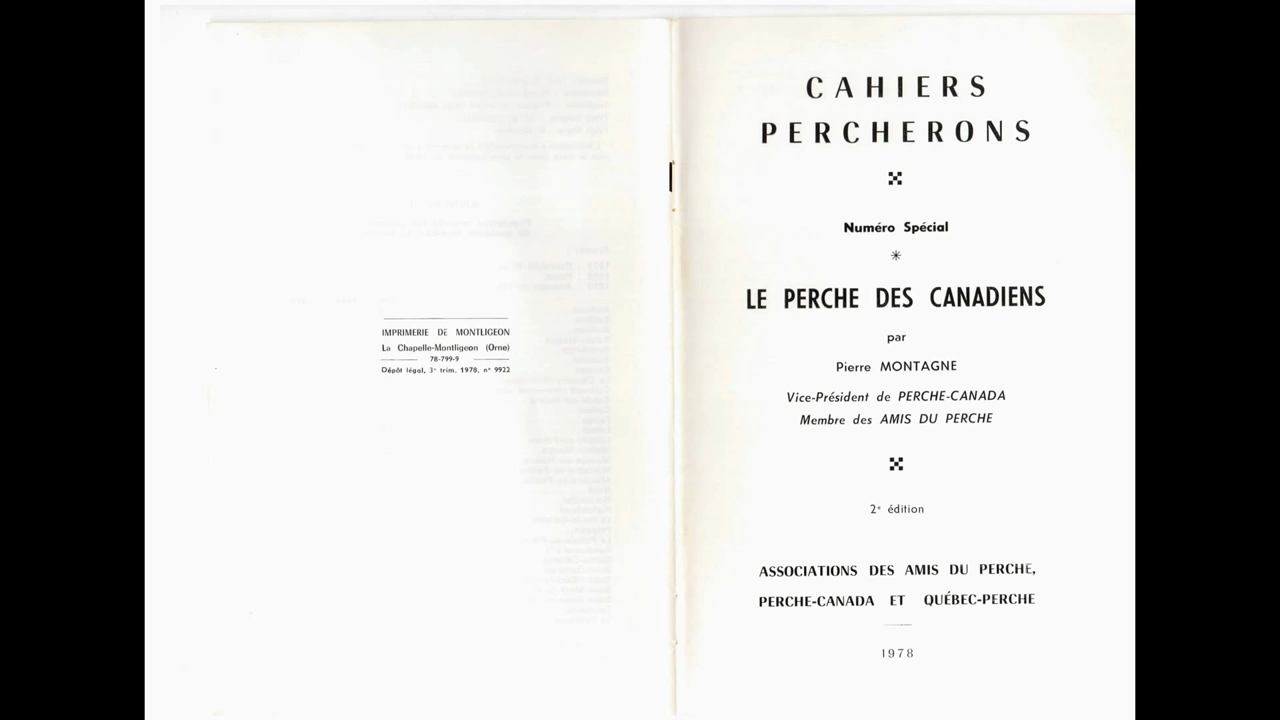 IMPRIMERIE DE MONTLIGEON
La Chapelle-Montligeon (Orne)
78-799-9
Dépôt légal, 3e trim. 1978, n° 9922
CAHIERS
PERCHERONS
Numéro Spécial
*
LE PERCHE DES CANADIENS
par
Pierre MONTAGNE
Vice-Président de PERCHE-CANADA
Membre des AMIS DU PERCHE
2e édition
ASSOCIATIONS DES AMIS DU PERCHE,
PERCHE-CANADA ET QUÉBEC-PERCHE
1978